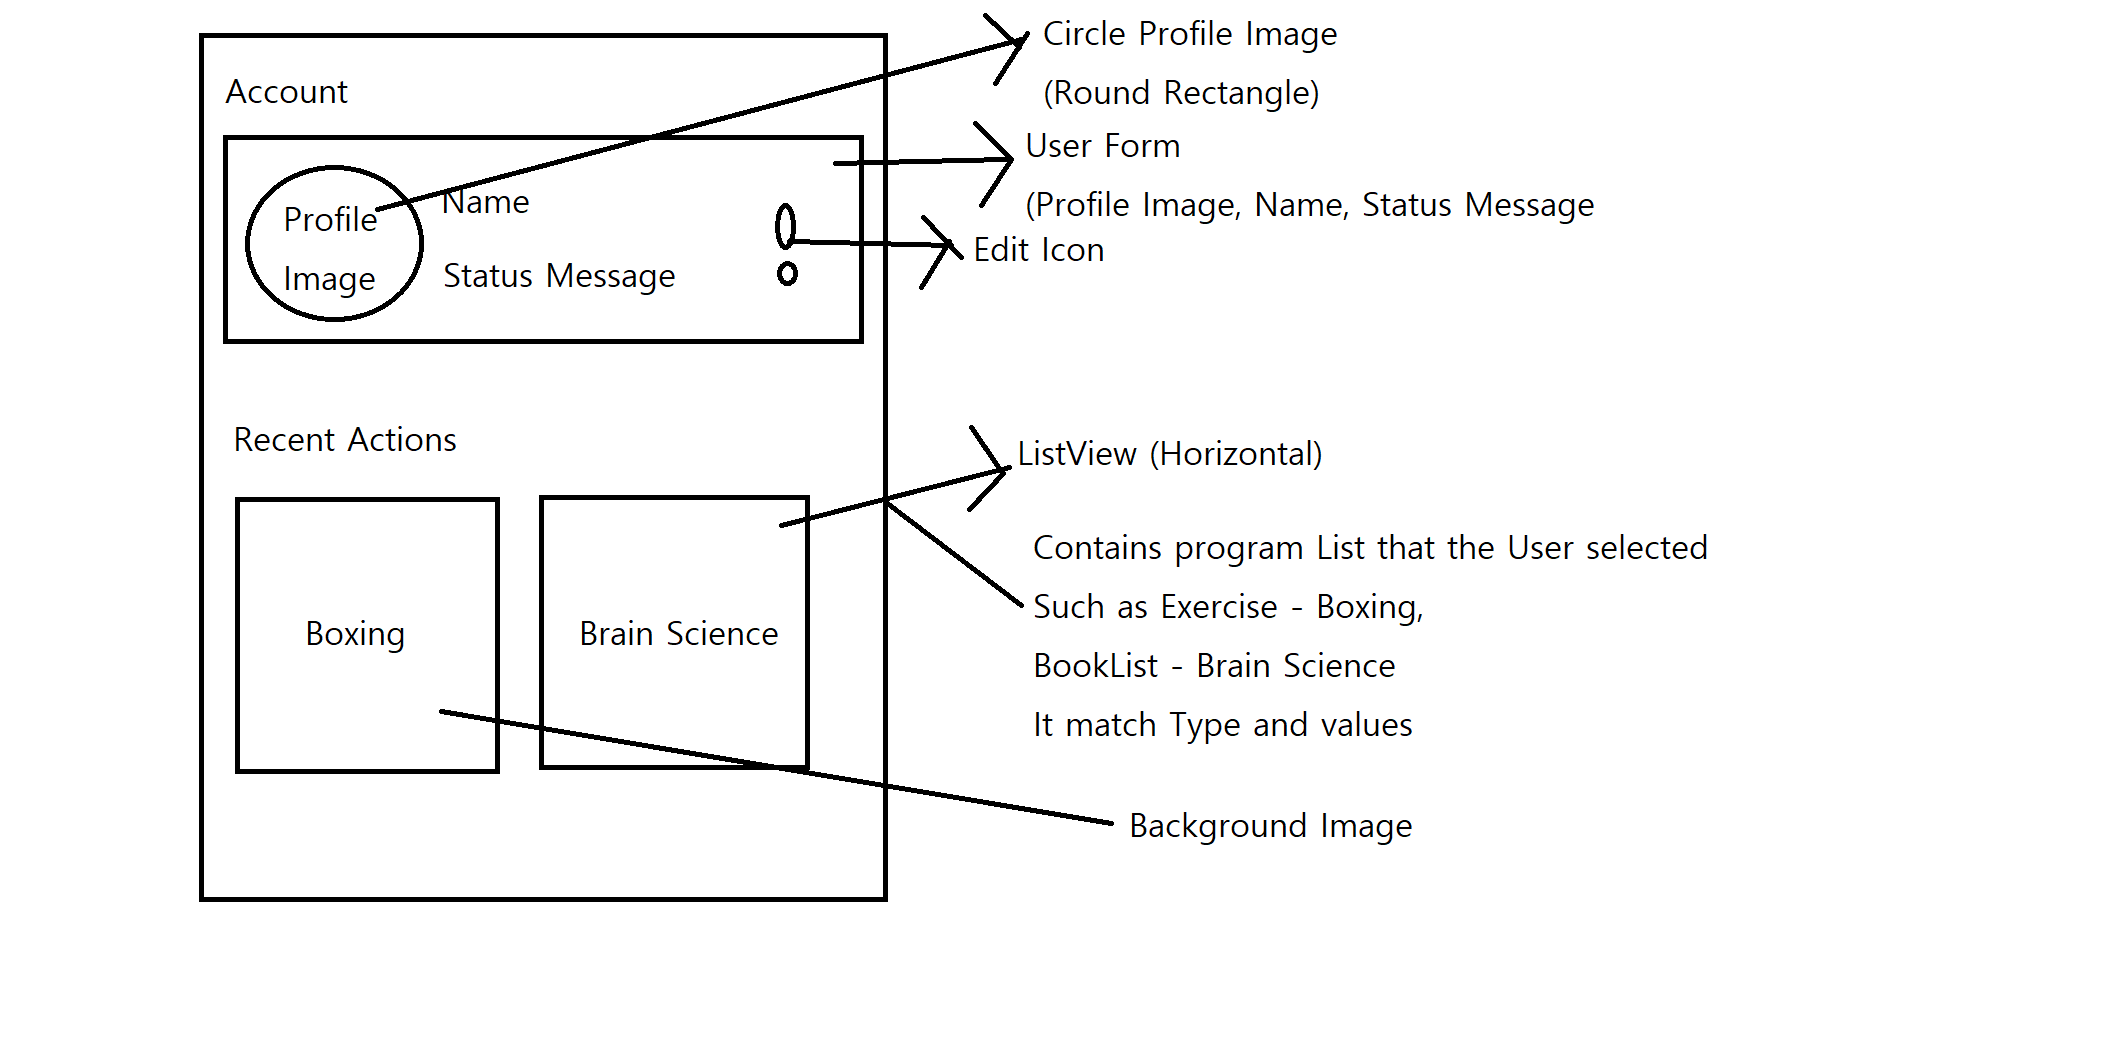 Circle Profile Image
(Round Rectangle)
Account
User Form
(Profile Image, Name, Status Message
Profile
Image
Name
Status Message
Edit Icon
Recent Actions
ListView (Horizontal)
Contains program List that the User selected
Such as Exercise - Boxing,
BookList - Brain Science
It match Type and values
Boxing
Brain Science
Background Image